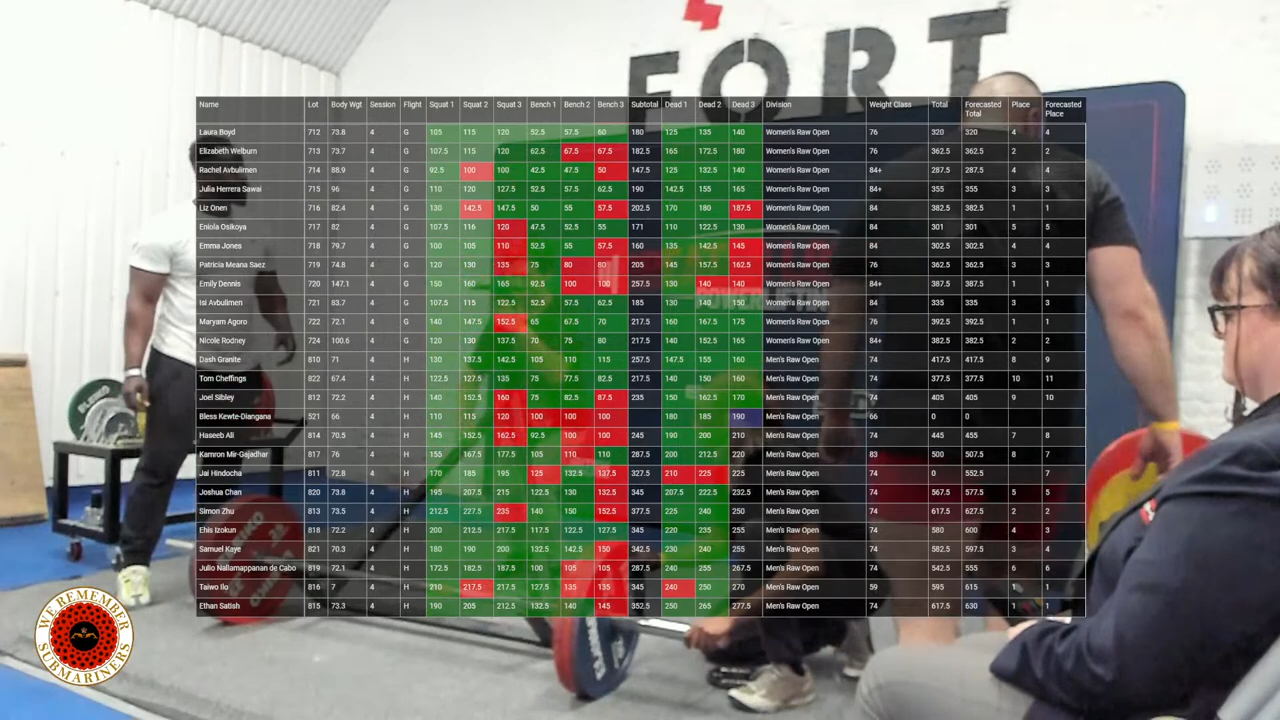 FORT
Name Lot Body Wgt Session Flight Squat 1 Squat 2 Squat 3 Bench 1 Bench 2 Bench 3 Subtotal Dead 1 Dead 2 Dead 3 Division Weight Class Total Forecasted Total Place Forecasted Place
Laura Boyd 712 73.8 4 G 105 115 120 52.5 57.5 60 180 125 135 140 Women's Raw Open 76 320 320 4 4
Elizabeth Welburn 713 73.7 4 G 107.5 115 120 62.5 67.5 67.5 182.5 165 172.5 180 Women's Raw Open 76 362.5 362.5 2 2
Rachel Avbulimen 714 88.9 4 G 92.5 100 100 42.5 47.5 50 147.5 125 132.5 140 Women's Raw Open 84+ 287.5 287.5 4 4
Julia Herrera Sawai 715 96 4 G 110 120 127.5 52.5 57.5 62.5 190 142.5 155 165 Women's Raw Open 84+ 355 355 3 3
Liz Onen 716 82.4 4 G 130 142.5 147.5 50 55 57.5 202.5 170 180 187.5 Women's Raw Open 84 382.5 382.5 1 1
Eniola Osikoya 717 82 4 G 107.5 116 120 47.5 52.5 55 171 110 122.5 130 Women's Raw Open 84 301 301 5 5
Emma Jones 718 79.7 4 G 100 105 110 52.5 55 57.5 160 135 142.5 145 Women's Raw Open 84 302.5 302.5 4 4
Patricia Meana Saez 719 74.8 4 G 120 130 135 75 80 80 205 145 157.5 162.5 Women's Raw Open 76 362.5 362.5 3 3
Emily Dennis 720 147.1 4 G 150 160 165 92.5 100 100 257.5 130 140 140 Women's Raw Open 84+ 387.5 387.5 1 1
Isi Avbulimen 721 83.7 4 G 107.5 115 122.5 52.5 57.5 62.5 185 130 140 150 Women's Raw Open 84 335 335 3 3
Maryam Agoro 722 72.1 4 G 140 147.5 152.5 65 67.5 70 217.5 160 167.5 175 Women's Raw Open 76 392.5 392.5 1 1
Nicole Rodney 724 100.6 4 G 120 130 137.5 70 75 80 217.5 140 152.5 165 Women's Raw Open 84+ 382.5 382.5 2 2
Dash Granite 810 71 4 H 130 137.5 142.5 105 110 115 257.5 147.5 155 160 Men's Raw Open 74 417.5 417.5 8 9
Tom Cheffings 822 67.4 4 H 122.5 127.5 135 75 77.5 82.5 217.5 140 150 160 Men's Raw Open 74 377.5 377.5 10 11
Joel Sibley 812 72.2 4 H 140 152.5 160 75 82.5 87.5 235 150 162.5 170 Men's Raw Open 74 405 405 9 10
Bless Kewte-Diangana 521 66 4 H 110 115 120 100 100 100 180 185 190 Men's Raw Open 66 0 0
Haseeb Ali 814 70.5 4 H 145 152.5 162.5 92.5 100 100 245 190 200 210 Men's Raw Open 74 445 455 7 8
Kamron Mir-Gajadhar 817 76 4 H 155 167.5 177.5 105 110 110 287.5 200 212.5 220 Men's Raw Open 83 500 507.5 8 7
Jai Hindocha 811 72.8 4 H 170 185 195 125 132.5 137.5 327.5 210 225 225 Men's Raw Open 74 0 552.5 7
Joshua Chan 820 73.8 4 H 195 207.5 215 122.5 130 132.5 345 207.5 222.5 232.5 Men's Raw Open 74 567.5 577.5 5 5
Simon Zhu 813 73.5 4 H 212.5 227.5 235 140 150 152.5 377.5 225 240 250 Men's Raw Open 74 617.5 627.5 2 2
Ehis Izokun 818 72.2 4 H 200 212.5 217.5 117.5 122.5 127.5 345 220 235 255 Men's Raw Open 74 580 600 4 3
Samuel Kaye 821 70.3 4 H 180 190 200 132.5 142.5 150 342.5 230 240 255 Men's Raw Open 74 582.5 597.5 3 4
Julio Nallamappanan de Cabo 819 72.1 4 H 172.5 182.5 187.5 100 105 105 287.5 240 255 267.5 Men's Raw Open 74 542.5 555 6 6
Taiwo Ilo 816 7 4 H 210 217.5 217.5 127.5 135 135 345 240 250 270 Men's Raw Open 59 595 615 1 1
Ethan Satish 815 73.3 4 H 190 205 212.5 132.5 140 145 352.5 250 265 277.5 Men's Raw Open 74 617.5 630 1 1
WE REMEMBER
SUBMARINERS